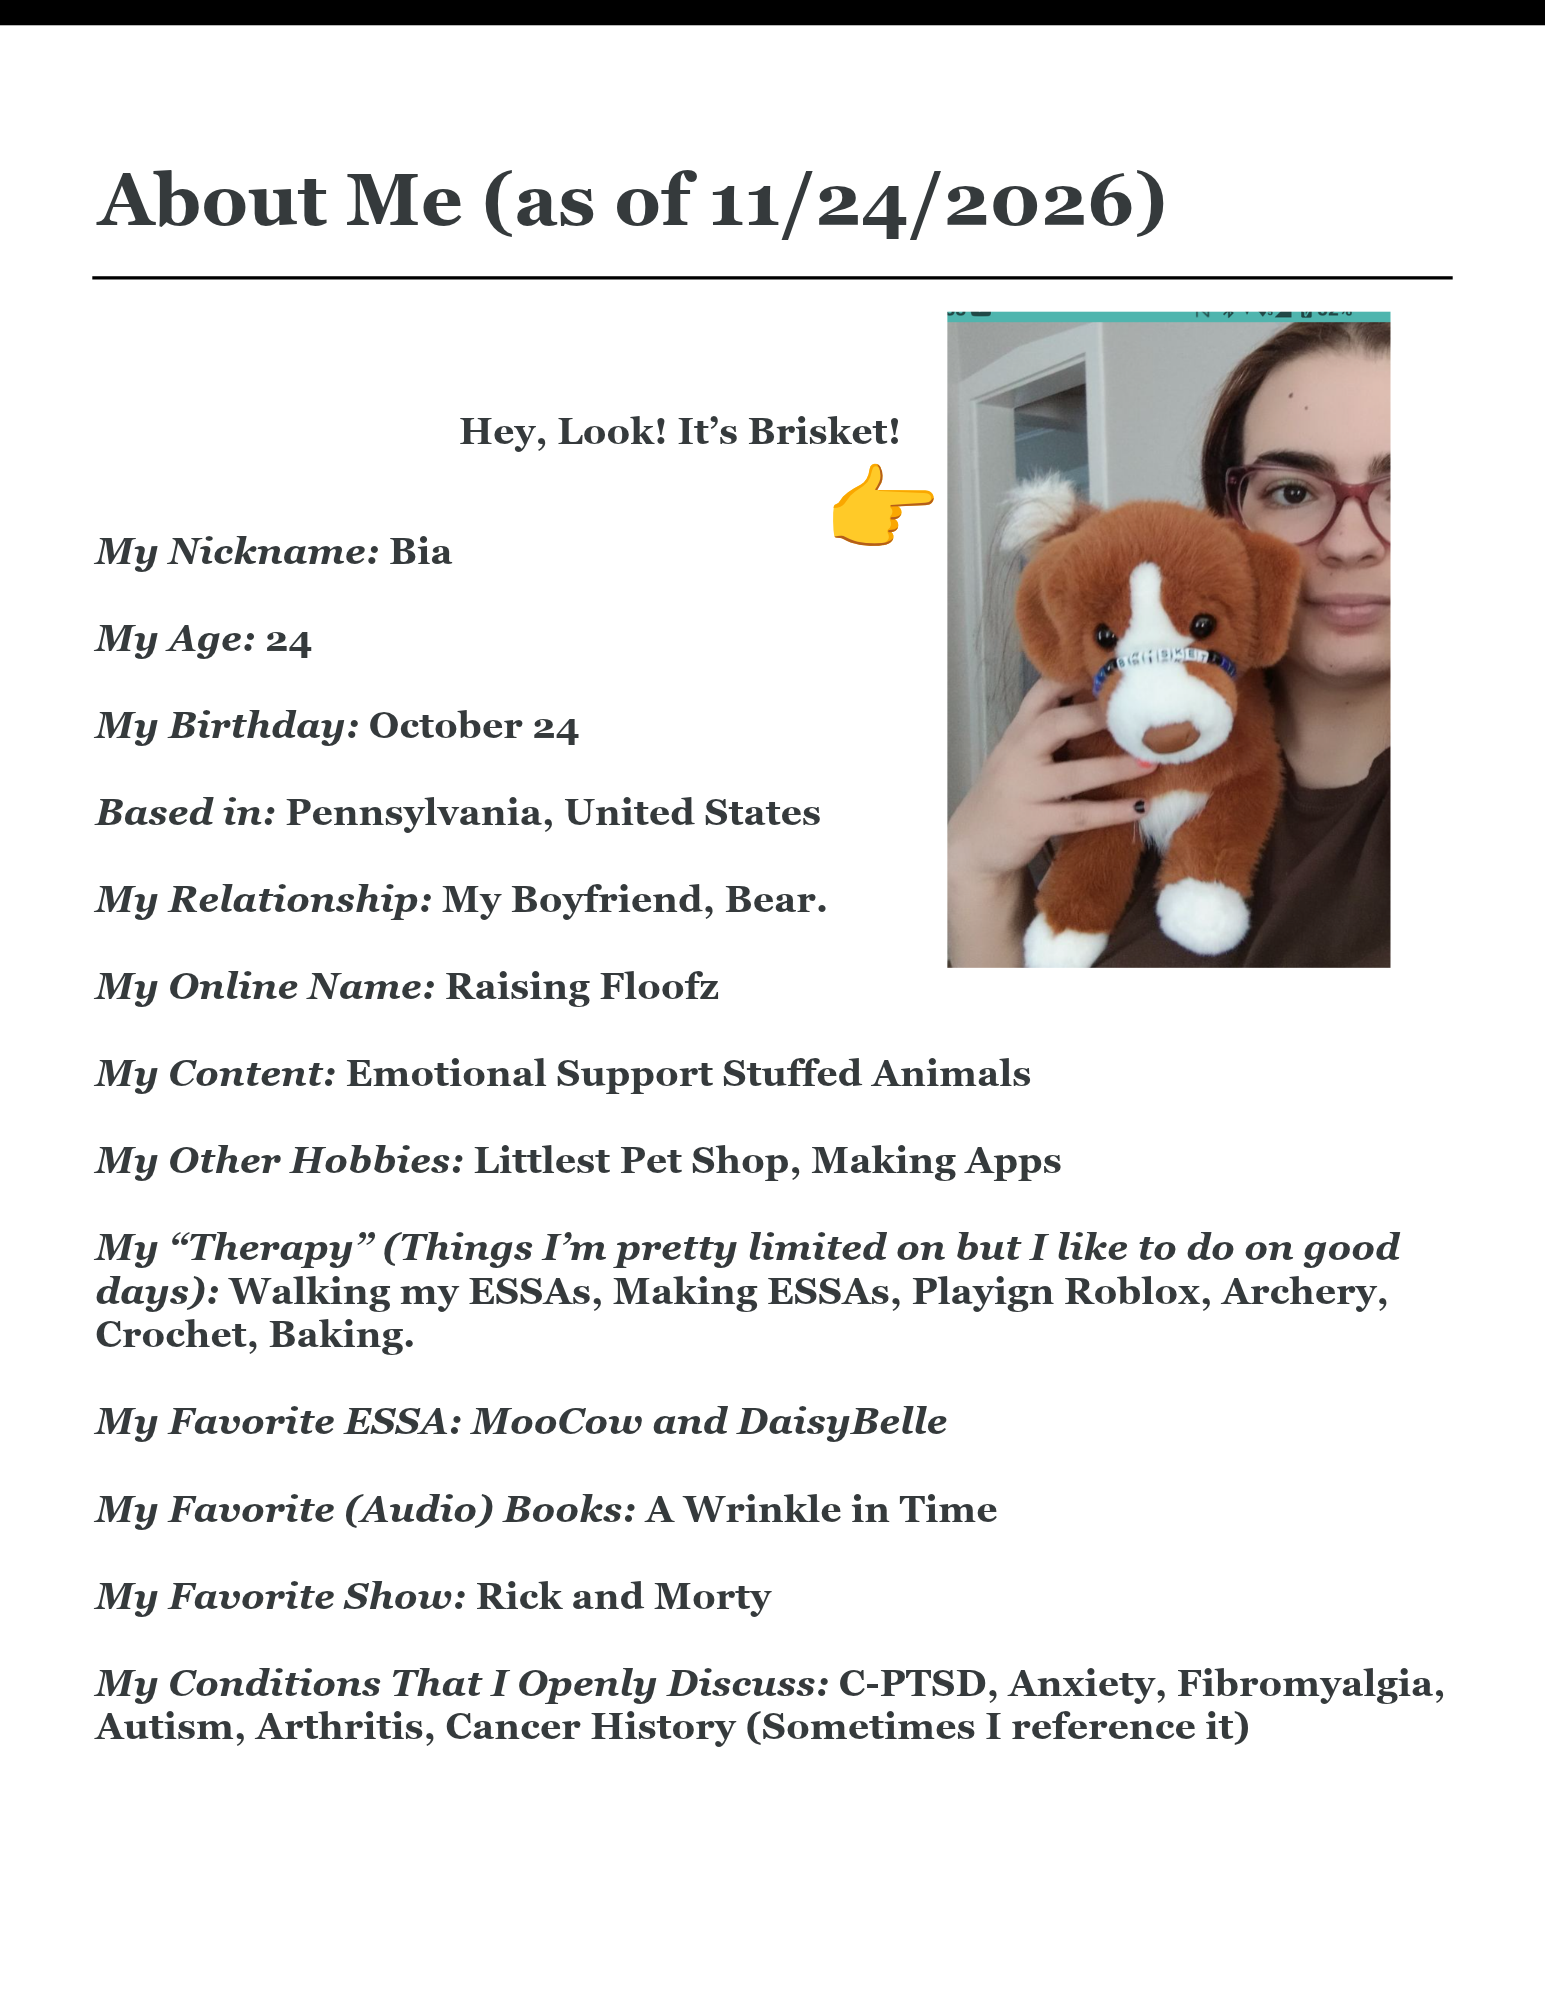 About Me (as of 11/24/2026)
Hey, Look! It’s Brisket!
My Nickname: Bia
My Age: 24
My Birthday: October 24
Based in: Pennsylvania, United States
My Relationship: My Boyfriend, Bear.
My Online Name: Raising Floofz
My Content: Emotional Support Stuffed Animals
My Other Hobbies: Littlest Pet Shop, Making Apps
My “Therapy” (Things I’m pretty limited on but I like to do on good
days): Walking my ESSAs, Making ESSAs, Playign Roblox, Archery,
Crochet, Baking.
My Favorite ESSA: MooCow and DaisyBelle
My Favorite (Audio) Books: A Wrinkle in Time
My Favorite Show: Rick and Morty
My Conditions That I Openly Discuss: C-PTSD, Anxiety, Fibromyalgia,
Autism, Arthritis, Cancer History (Sometimes I reference it)